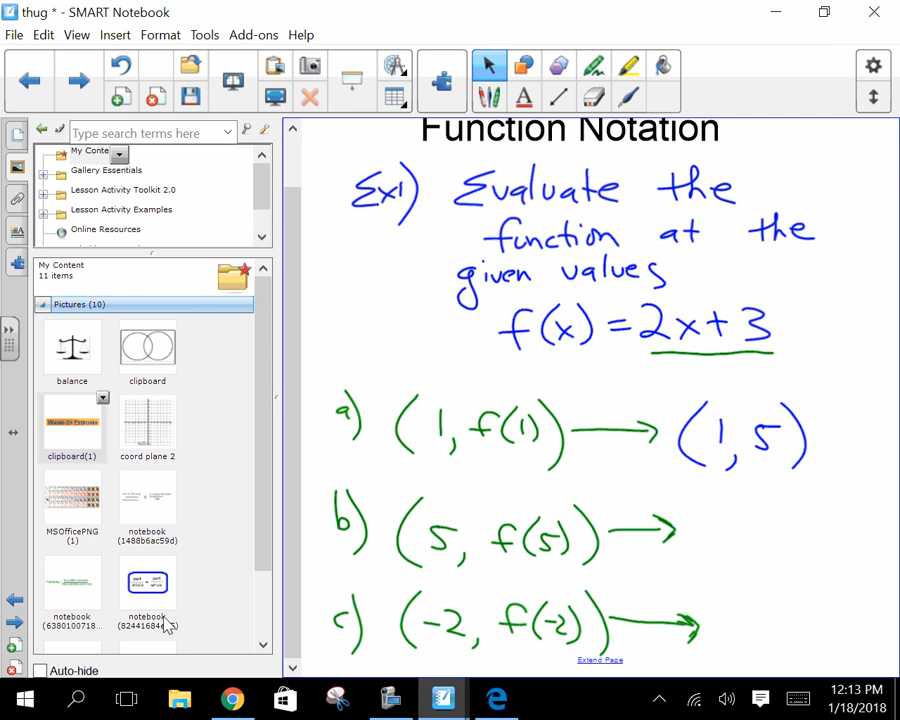 thug * - SMART Notebook
File Edit View Insert Format Tools Add-ons Help
Type search terms here
My Conte
Gallery Essentials
Lesson Activity Toolkit 2.0
Lesson Activity Examples
Online Resources
My Content
11 items
Pictures (10)
balance
clipboard
clipboard(1)
coord plane 2
MSOfficePNG
(1)
notebook
(1488b6ac59d)
notebook
(6380100718...
notebook
Auto-hide
Function Notation
Ex1) Evaluate the
function at the
given values
f(x) = 2x + 3
a) (1, f(1)) → (1, 5)
b) (5, f(5)) →
c) (-2, f(-2)) →
Extend Page
12:13 PM
1/18/2018